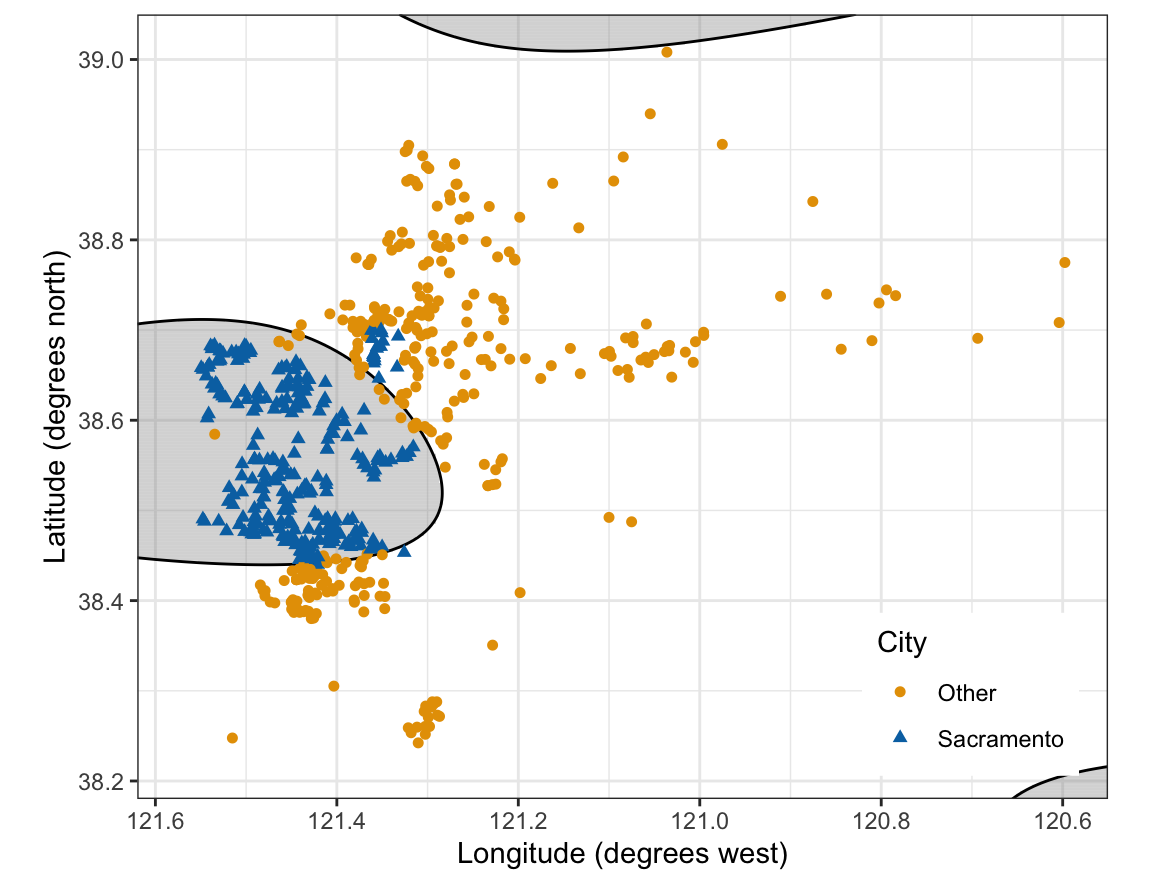 39.0
38.8
38.6
38.4
38.2
Latitude (degrees north)
121.6 121.4 121.2 121.0 120.8 120.6
Longitude (degrees west)
City
Other
Sacramento